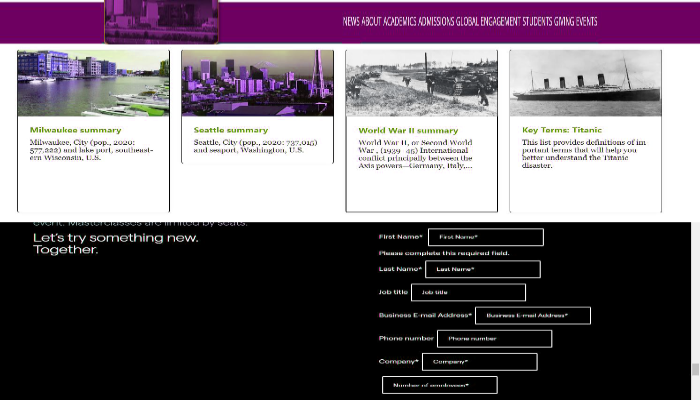 NEWS ABOUT ACADEMICS ADMISSIONS GLOBAL ENGAGEMENT STUDENTS GIVING EVENTS
Milwaukee summary
Milwaukee, City (pop., 2020:
577,222) and lake port, southeast-
ern Wisconsin, U.S.
Seattle summary
Seattle, City (pop., 2020: 737,015)
and seaport, Washington, U.S.
World War II summary
World War II, or Second World
War , (1939–45) International
conflict principally between the
Axis powers—Germany, Italy,...
Key Terms: Titanic
This list provides definitions of im
portant terms that will help you
better understand the Titanic
disaster.
event. Masterclasses are limited by seats.
Let's try something new.
Together.
First Name* First Name*
Please complete this required field.
Last Name* Last Name*
Job title Job title
Business E-mail Address* Business E-mail Address*
Phone number Phone number
Company* Company*
Number of employees*